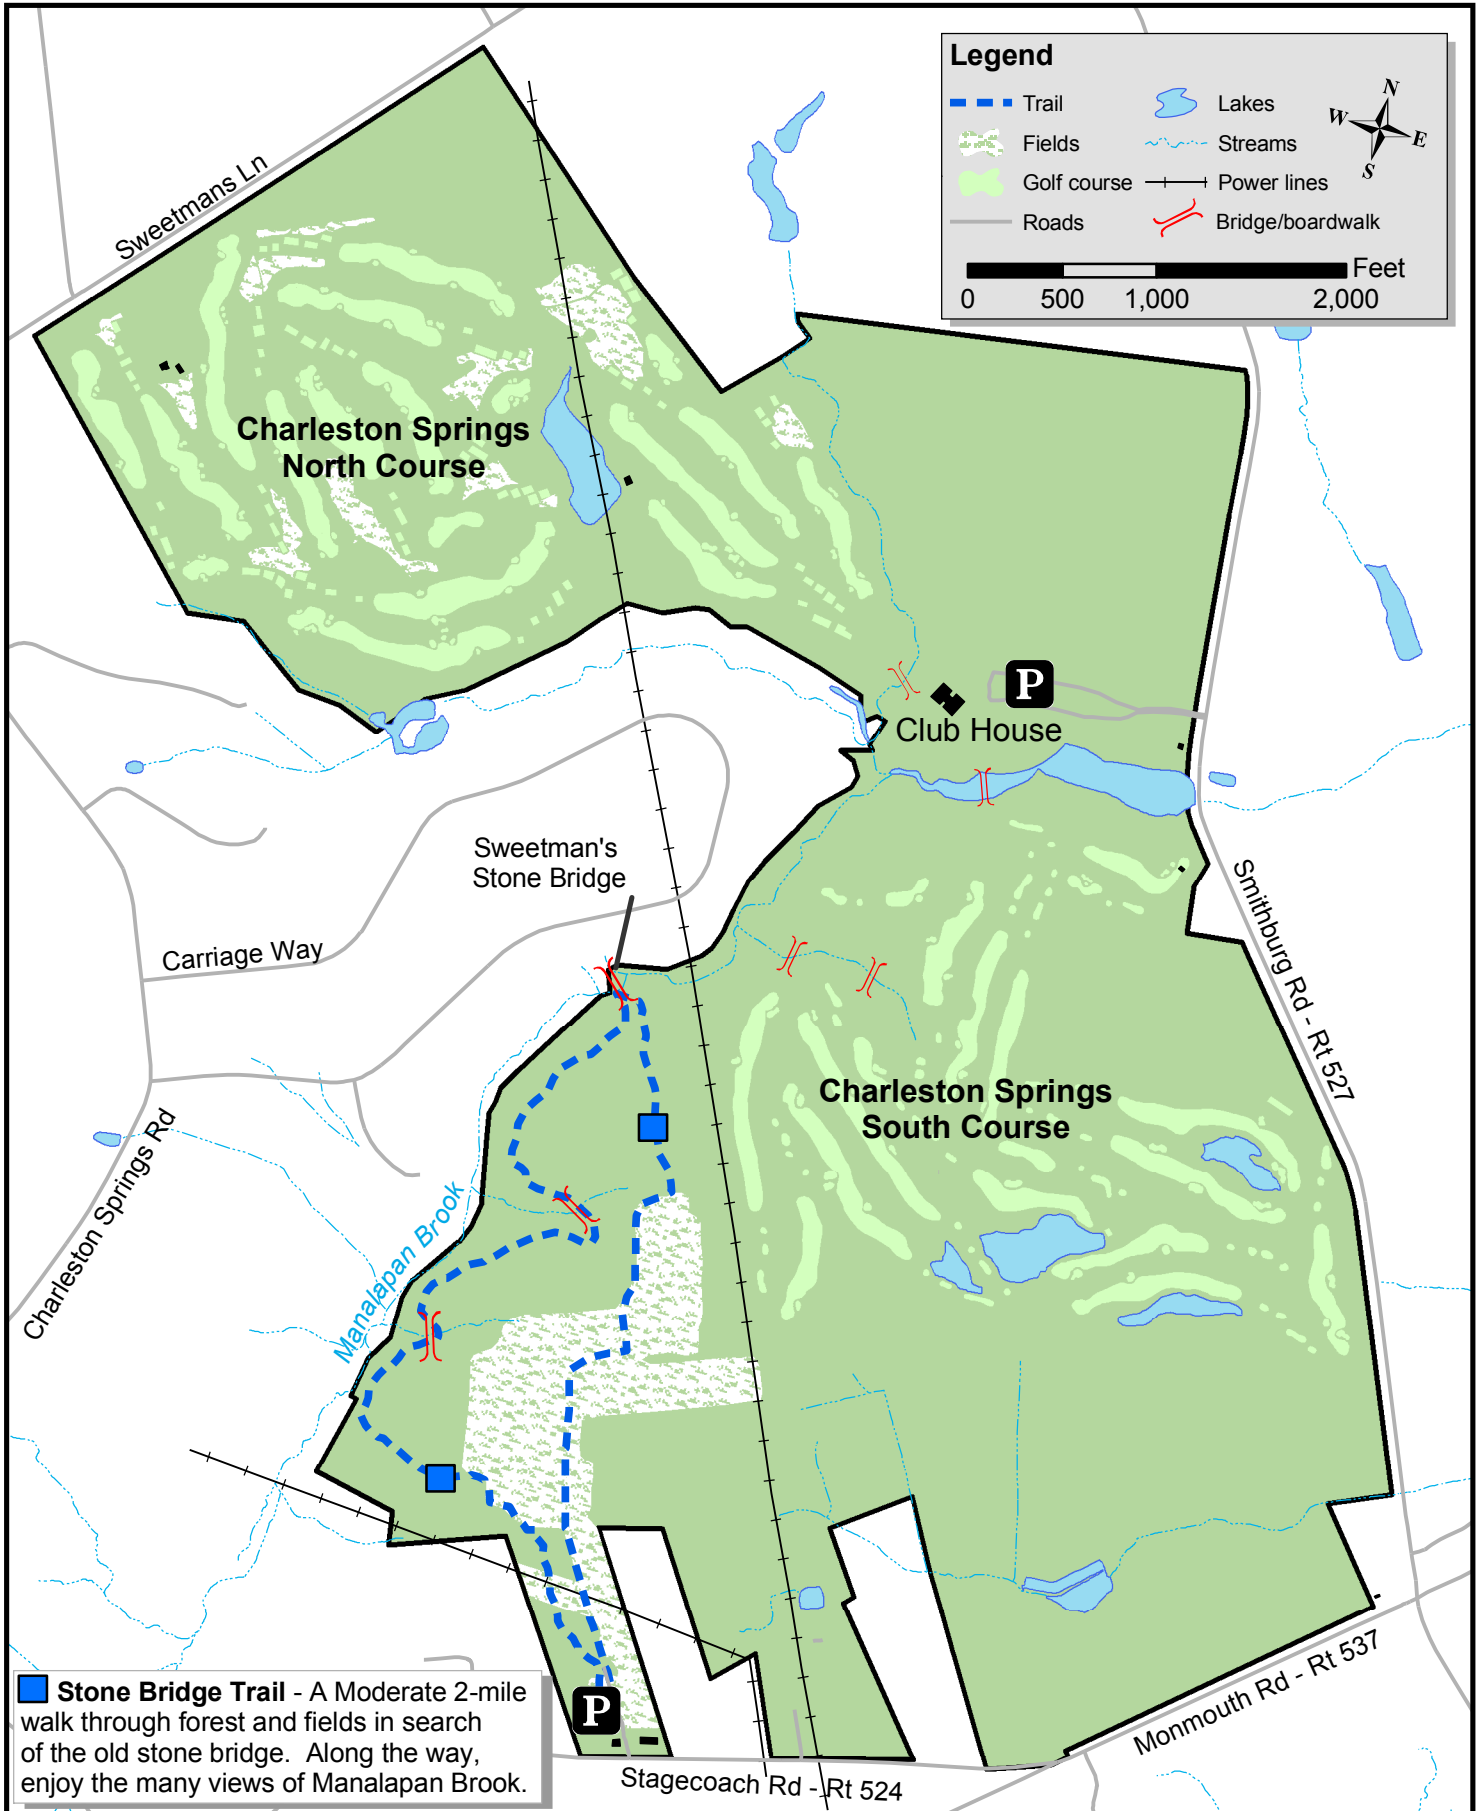 Legend
Trail
Lakes
Fields
Streams
Golf course
Power lines
Roads
Bridge/boardwalk
N
W
E
S
Feet
0 500 1,000 2,000
Sweetmans Ln
Charleston Springs
North Course
P
Club House
Sweetman's
Stone Bridge
Carriage Way
Smithburg Rd - Rt 527
Charleston Springs
South Course
Charleston Springs Rd
Manalapan Brook
Stone Bridge Trail - A Moderate 2-mile
walk through forest and fields in search
of the old stone bridge. Along the way,
enjoy the many views of Manalapan Brook.
P
Monmouth Rd - Rt 537
Stagecoach Rd - Rt 524